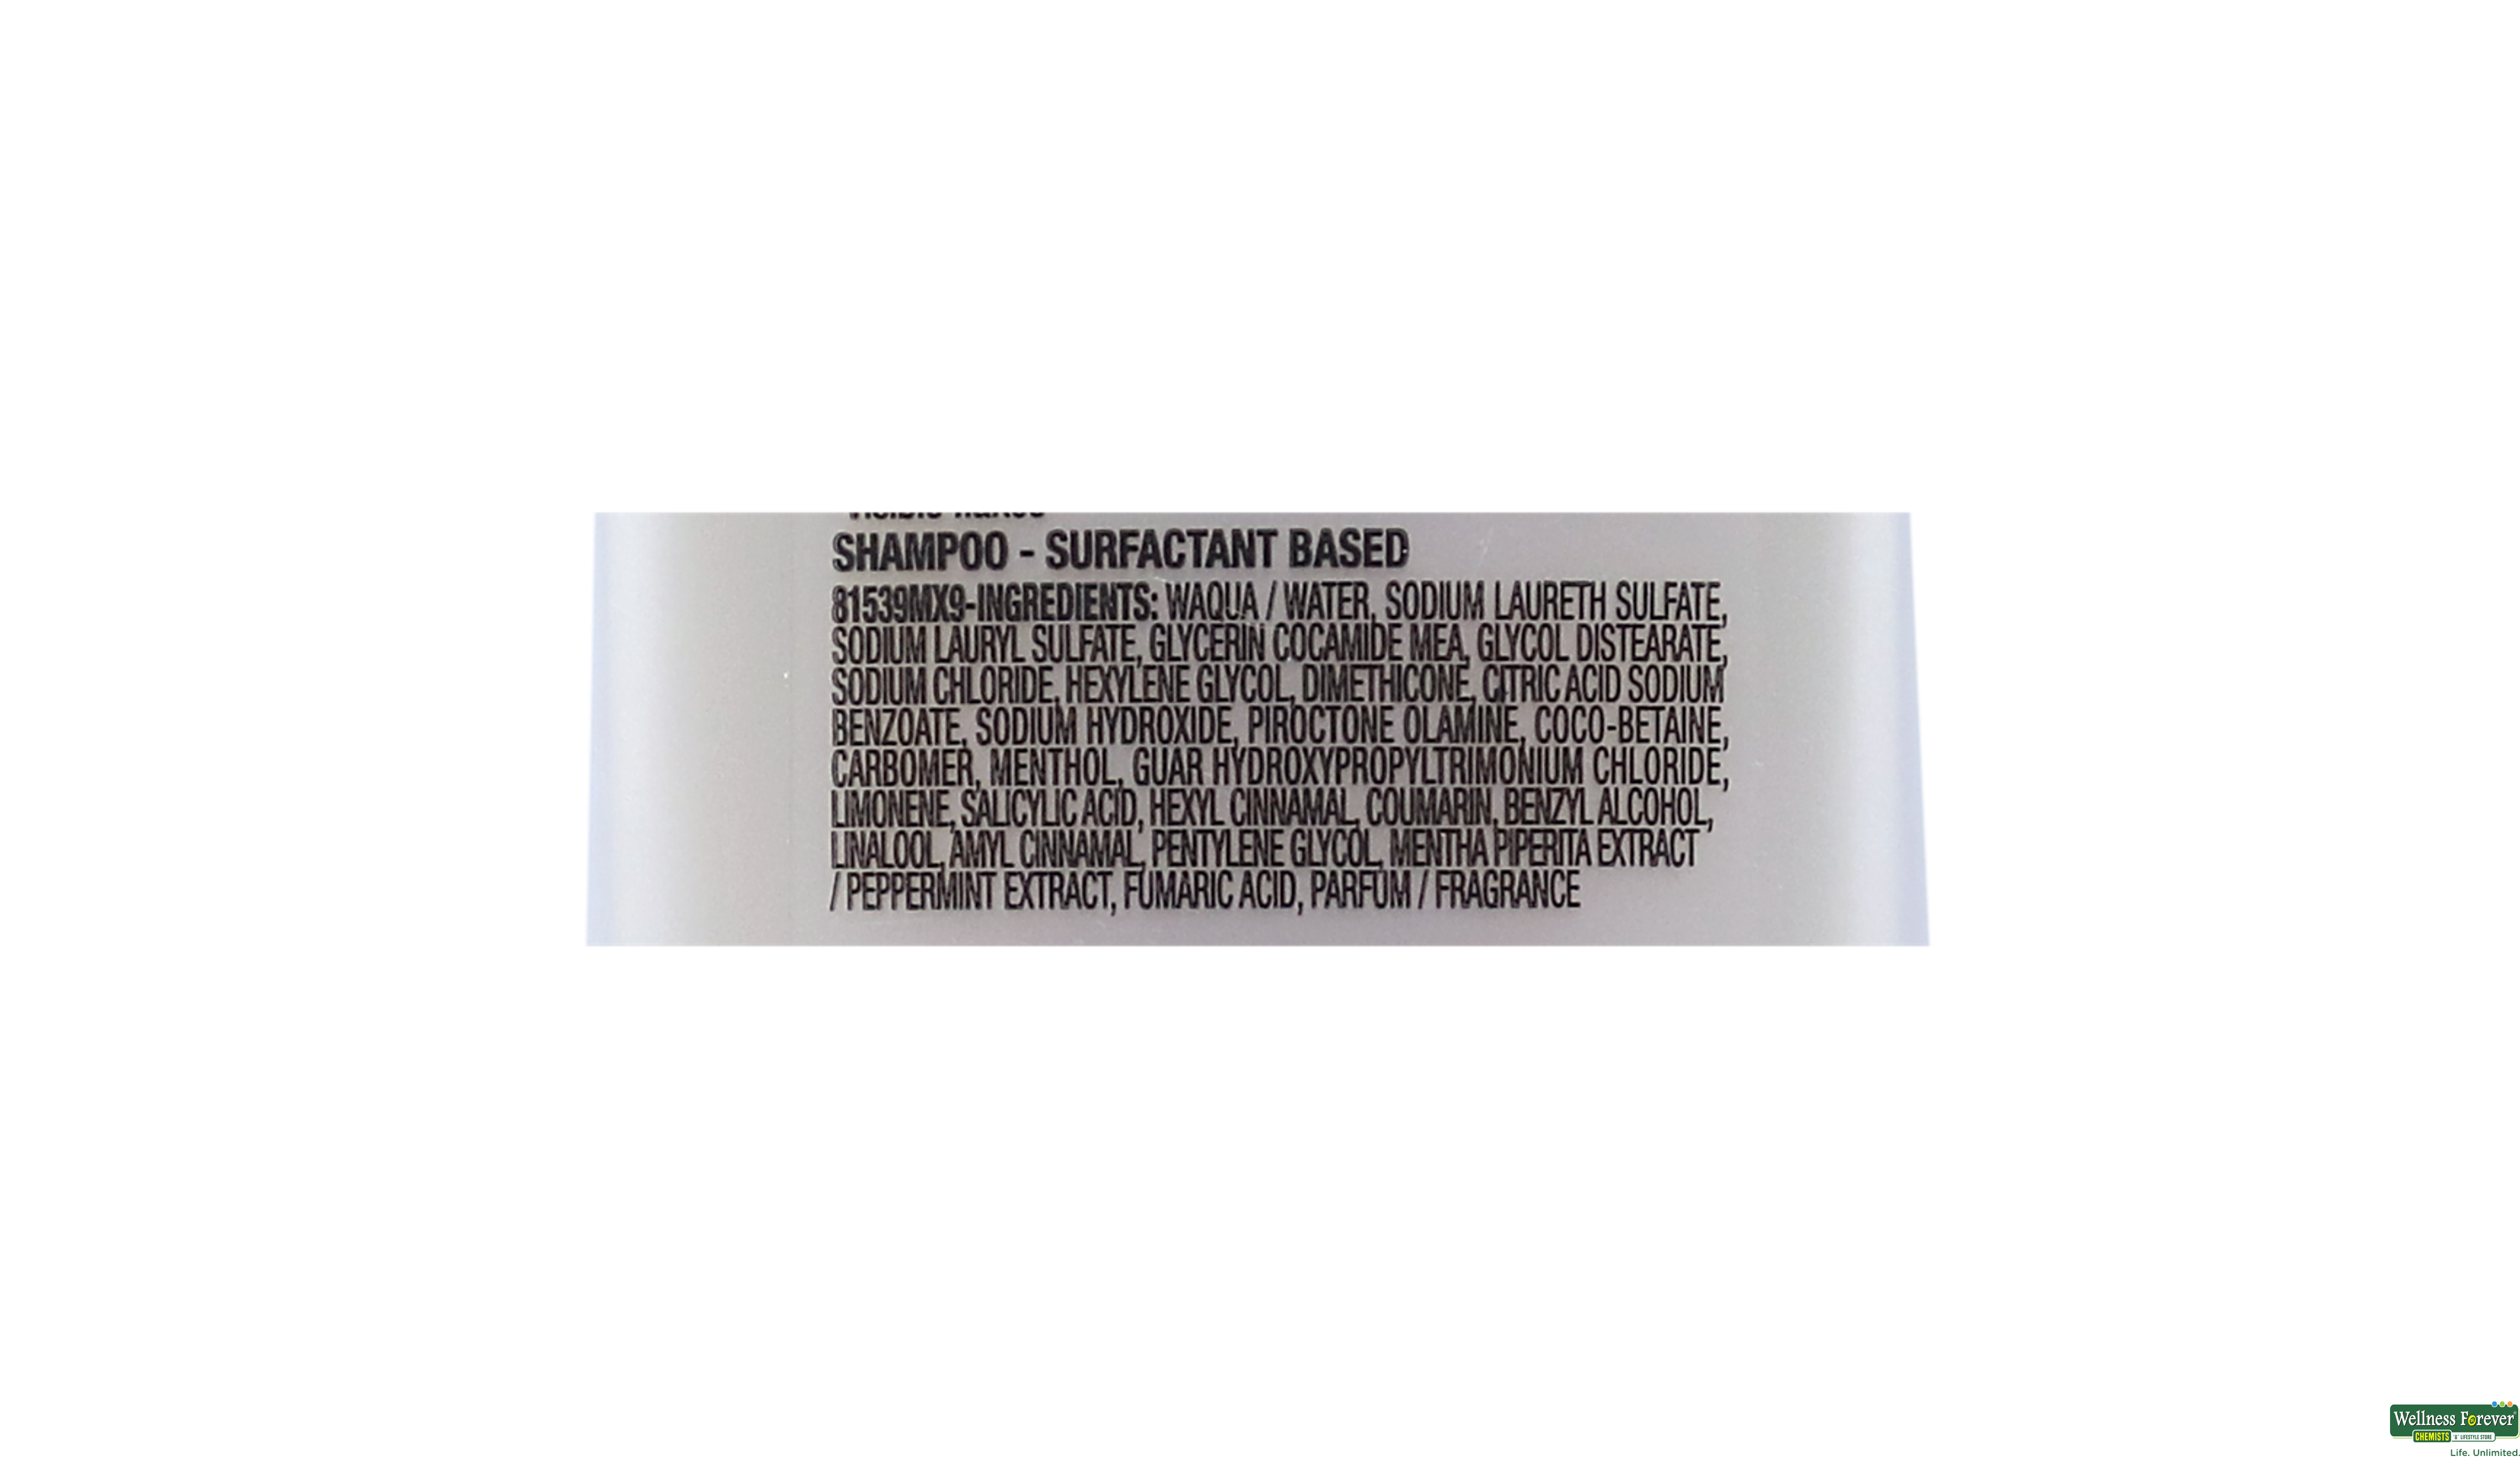 SHAMPOO - SURFACTANT BASED
81539MX9-INGREDIENTS: WAQUA / WATER, SODIUM LAURETH SULFATE,
SODIUM LAURYL SULFATE, GLYCERIN COCAMIDE MEA, GLYCOL DISTEARATE,
SODIUM CHLORIDE, HEXYLENE GLYCOL, DIMETHICONE, CITRIC ACID SODIUM
BENZOATE, SODIUM HYDROXIDE, PIROCTONE OLAMINE, COCO-BETAINE,
CARBOMER, MENTHOL, GUAR HYDROXYPROPYLTRIMONIUM CHLORIDE,
LIMONENE, SALICYLIC ACID, HEXYL CINNAMAL, COUMARIN, BENZYL ALCOHOL,
LINALOOL, AMYL CINNAMAL, PENTYLENE GLYCOL, MENTHA PIPERITA EXTRACT
/ PEPPERMINT EXTRACT, FUMARIC ACID, PARFUM / FRAGRANCE
Wellness Forever
CHEMISTS 'n' LIFESTYLE STORE
Life. Unlimited.